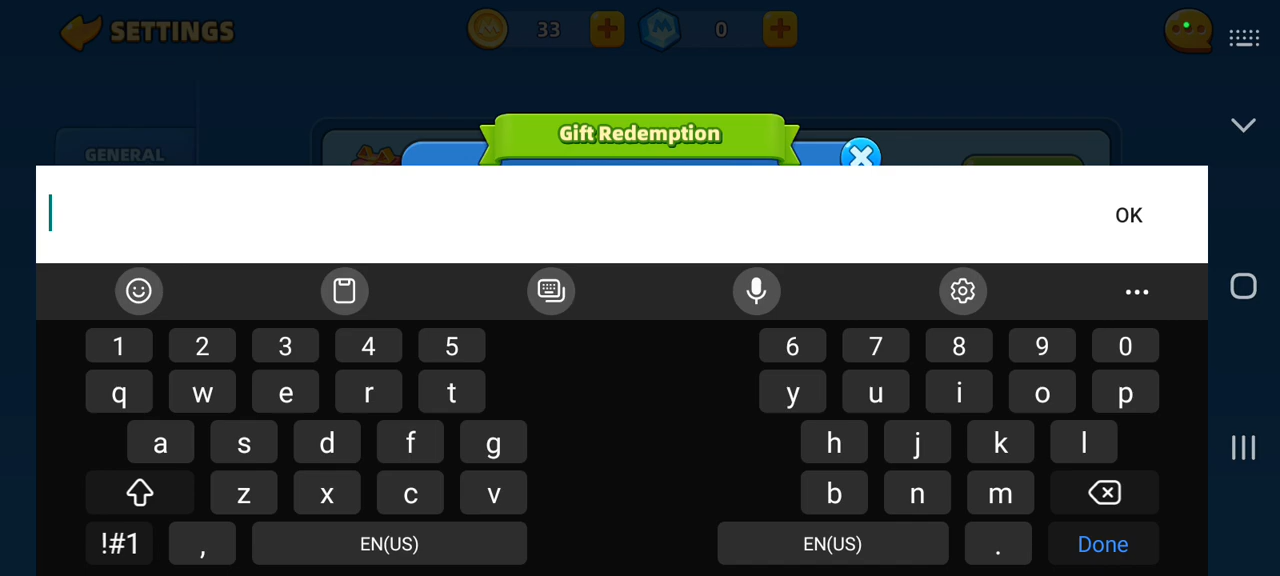 SETTINGS 33 0
Gift Redemption
GENERAL
OK
1 2 3 4 5 6 7 8 9 0
q w e r t y u i o p
a s d f g h j k l
z x c v b n m
!#1 , EN(US) EN(US) . Done